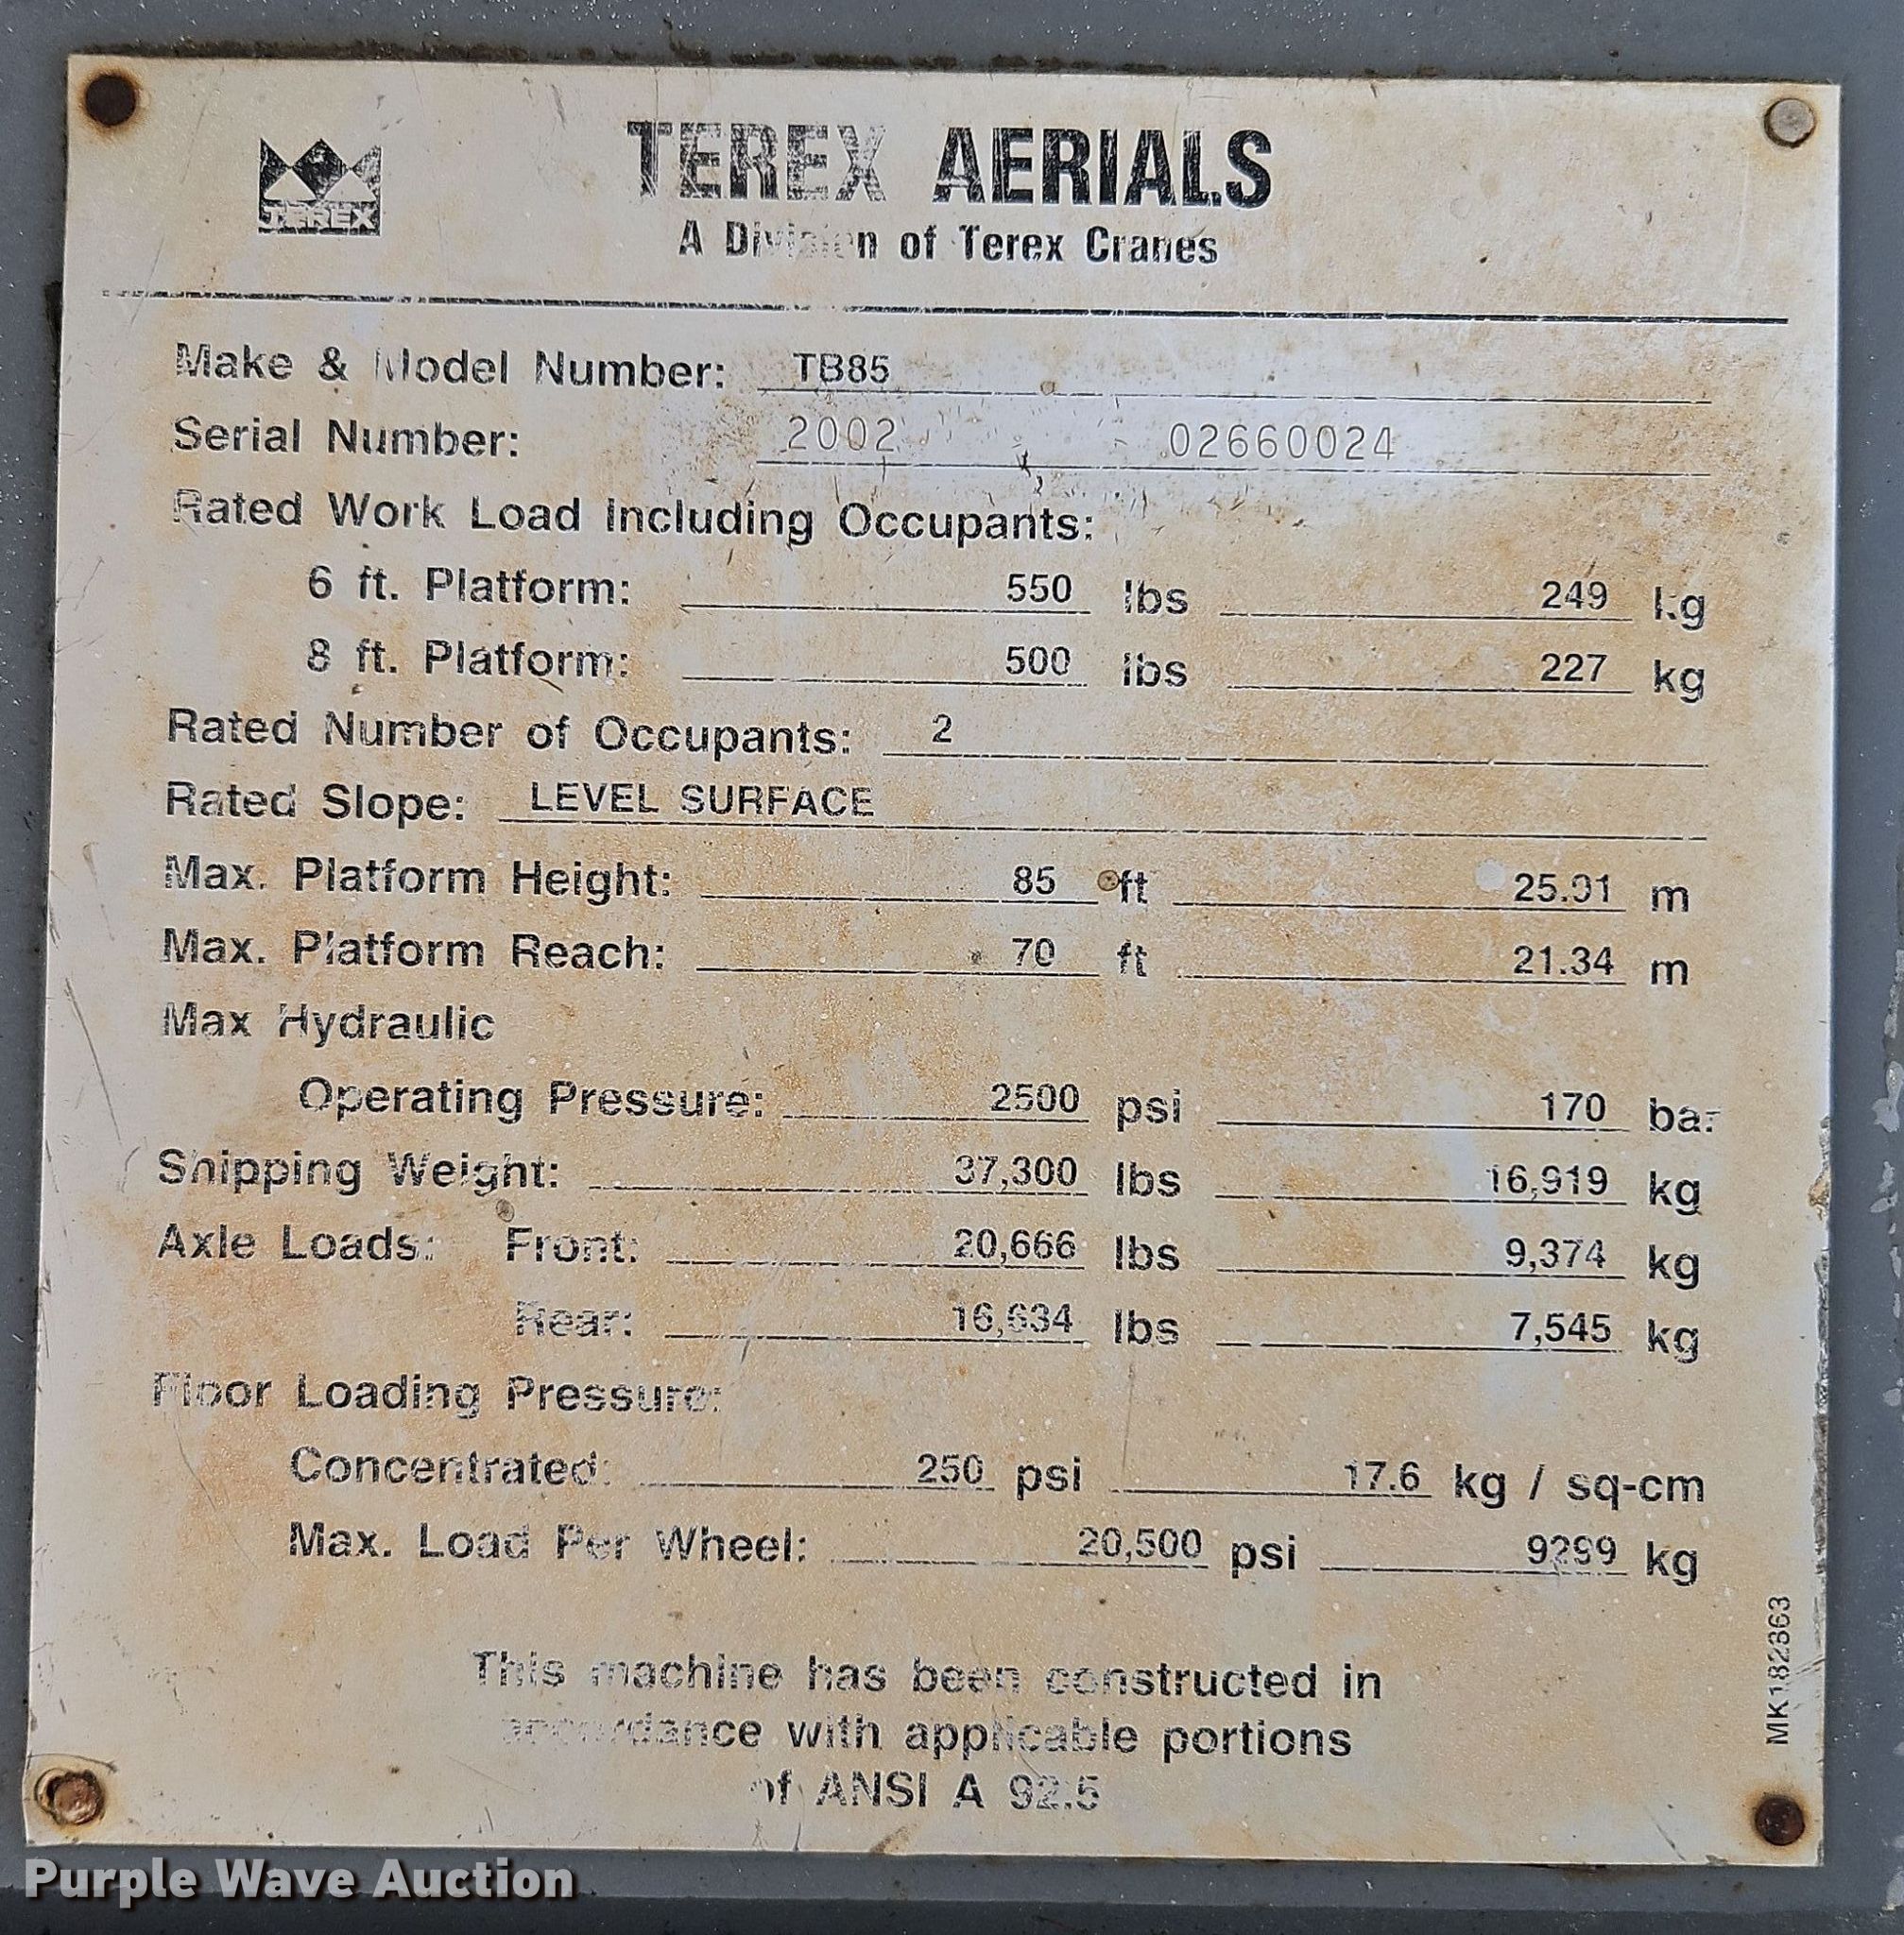 TEREX
TEREX AERIALS
A Division of Terex Cranes
Make & Model Number: TB85
Serial Number: 2002 02660024
Rated Work Load Including Occupants:
6 ft. Platform: 550 lbs 249 kg
8 ft. Platform: 500 lbs 227 kg
Rated Number of Occupants: 2
Rated Slope: LEVEL SURFACE
Max. Platform Height: 85 ft 25.91 m
Max. Platform Reach: 70 ft 21.34 m
Max Hydraulic
Operating Pressure: 2500 psi 170 bar
Shipping Weight: 37,300 lbs 16,919 kg
Axle Loads: Front: 20,666 lbs 9,374 kg
Rear: 16,634 lbs 7,545 kg
Floor Loading Pressure:
Concentrated: 250 psi 17.6 kg / sq-cm
Max. Load Per Wheel: 20,500 psi 9299 kg
This machine has been constructed in
accordance with applicable portions
of ANSI A 92.5
MK182863
Purple Wave Auction